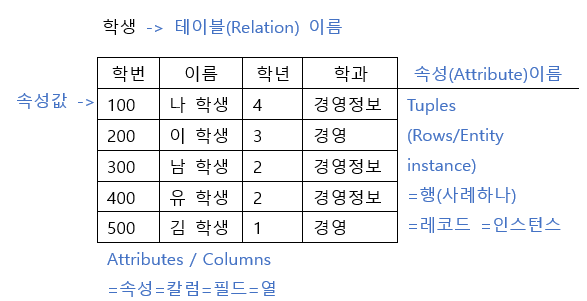 학생 -> 테이블(Relation) 이름
학번 이름 학년 학과 속성(Attribute)이름
속성값 -> 100 나 학생 4 경영정보 Tuples
200 이 학생 3 경영 (Rows/Entity
300 남 학생 2 경영정보 instance)
400 유 학생 2 경영정보 =행(사례하나)
500 김 학생 1 경영 =레코드 =인스턴스
Attributes / Columns
=속성=칼럼=필드=열